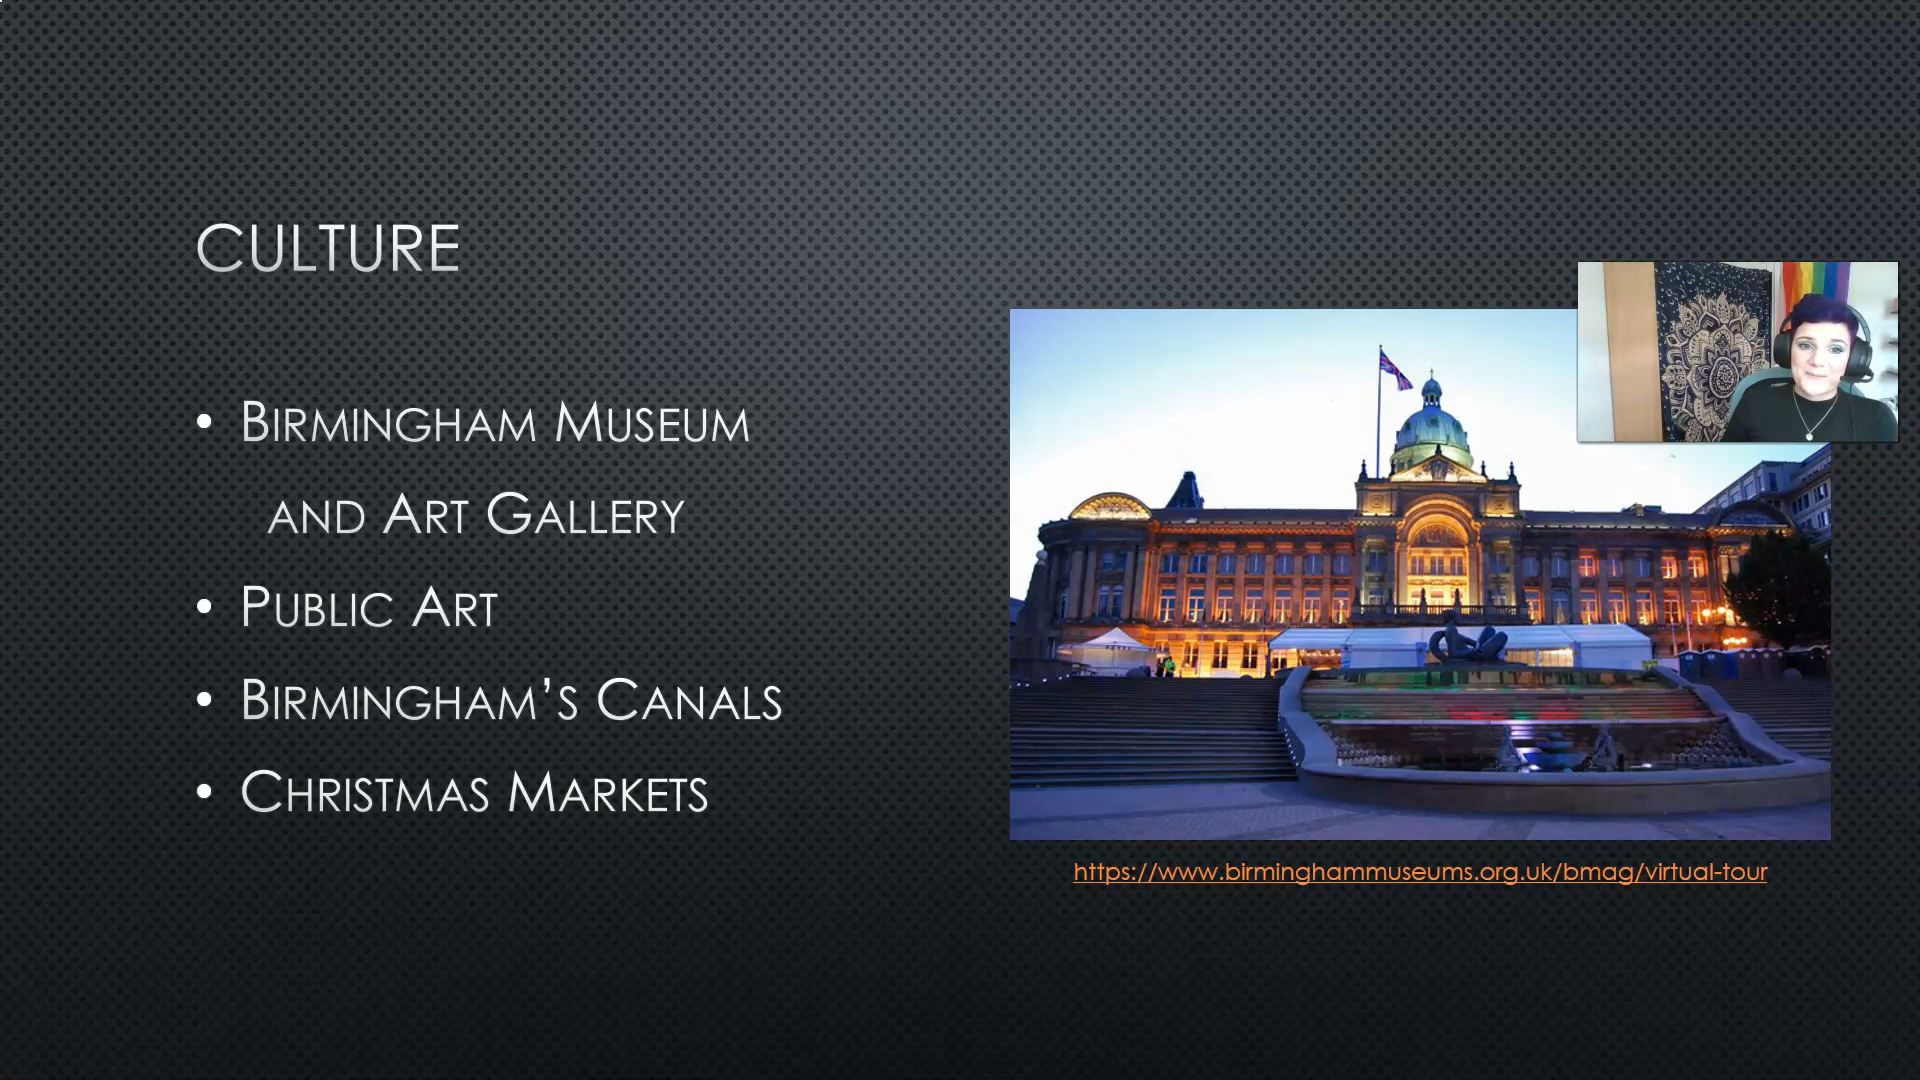 CULTURE
• BIRMINGHAM MUSEUM
AND ART GALLERY
• PUBLIC ART
• BIRMINGHAM’S CANALS
• CHRISTMAS MARKETS
https://www.birminghammuseums.org.uk/bmag/virtual-tour